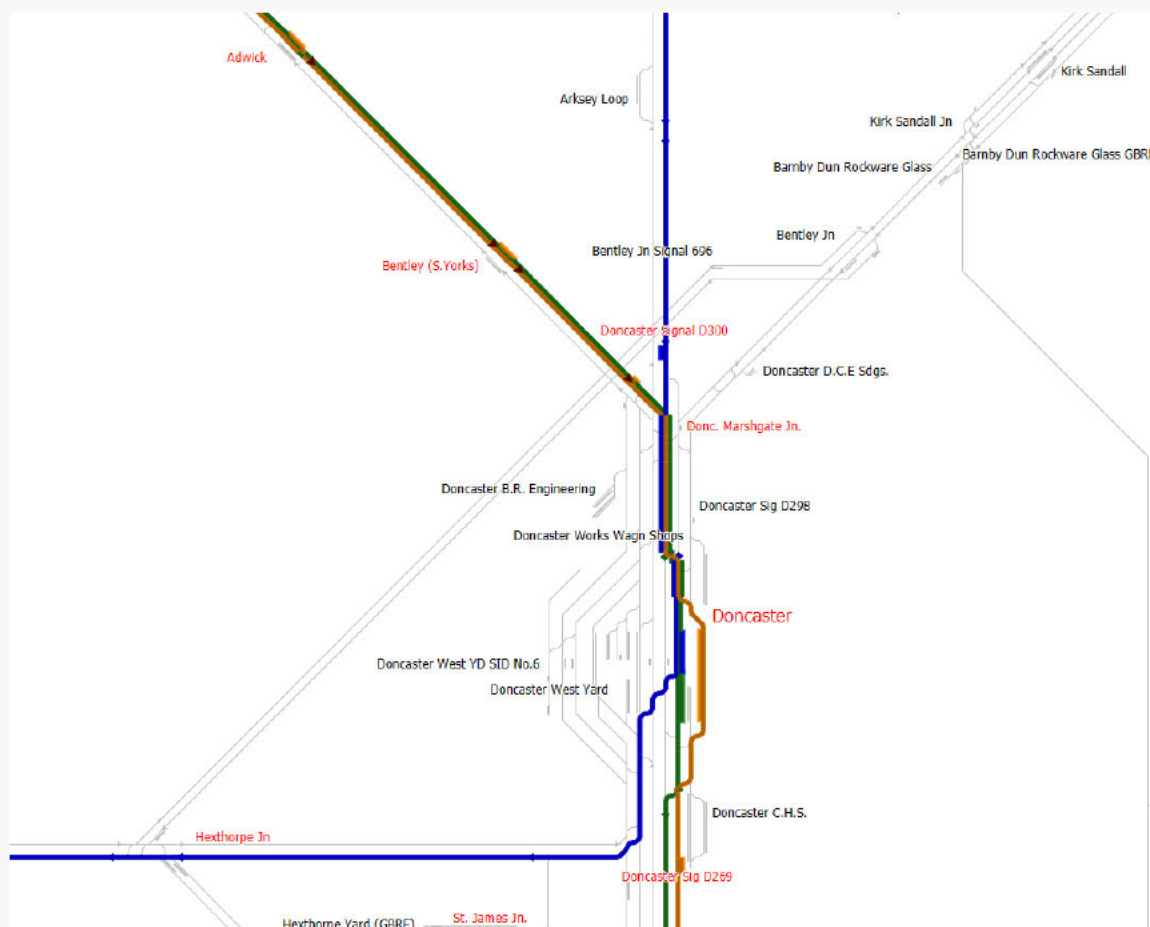 Adwick
Kirk Sandall
Arksey Loop
Kirk Sandall Jn
Barnby Dun Rockware Glass GBRf
Barnby Dun Rockware Glass
Bentley Jn
Bentley Jn Signal 696
Bentley (S.Yorks)
Doncaster Signal D300
Doncaster D.C.E Sdgs.
Donc. Marshgate Jn.
Doncaster B.R. Engineering
Doncaster Sig D298
Doncaster Works Wagn Shops
Doncaster
Doncaster West YD SID No.6
Doncaster West Yard
Doncaster C.H.S.
Hexthorpe Jn
Doncaster Sig D269
St. James Jn.
Hexthorpe Yard (GBRF)